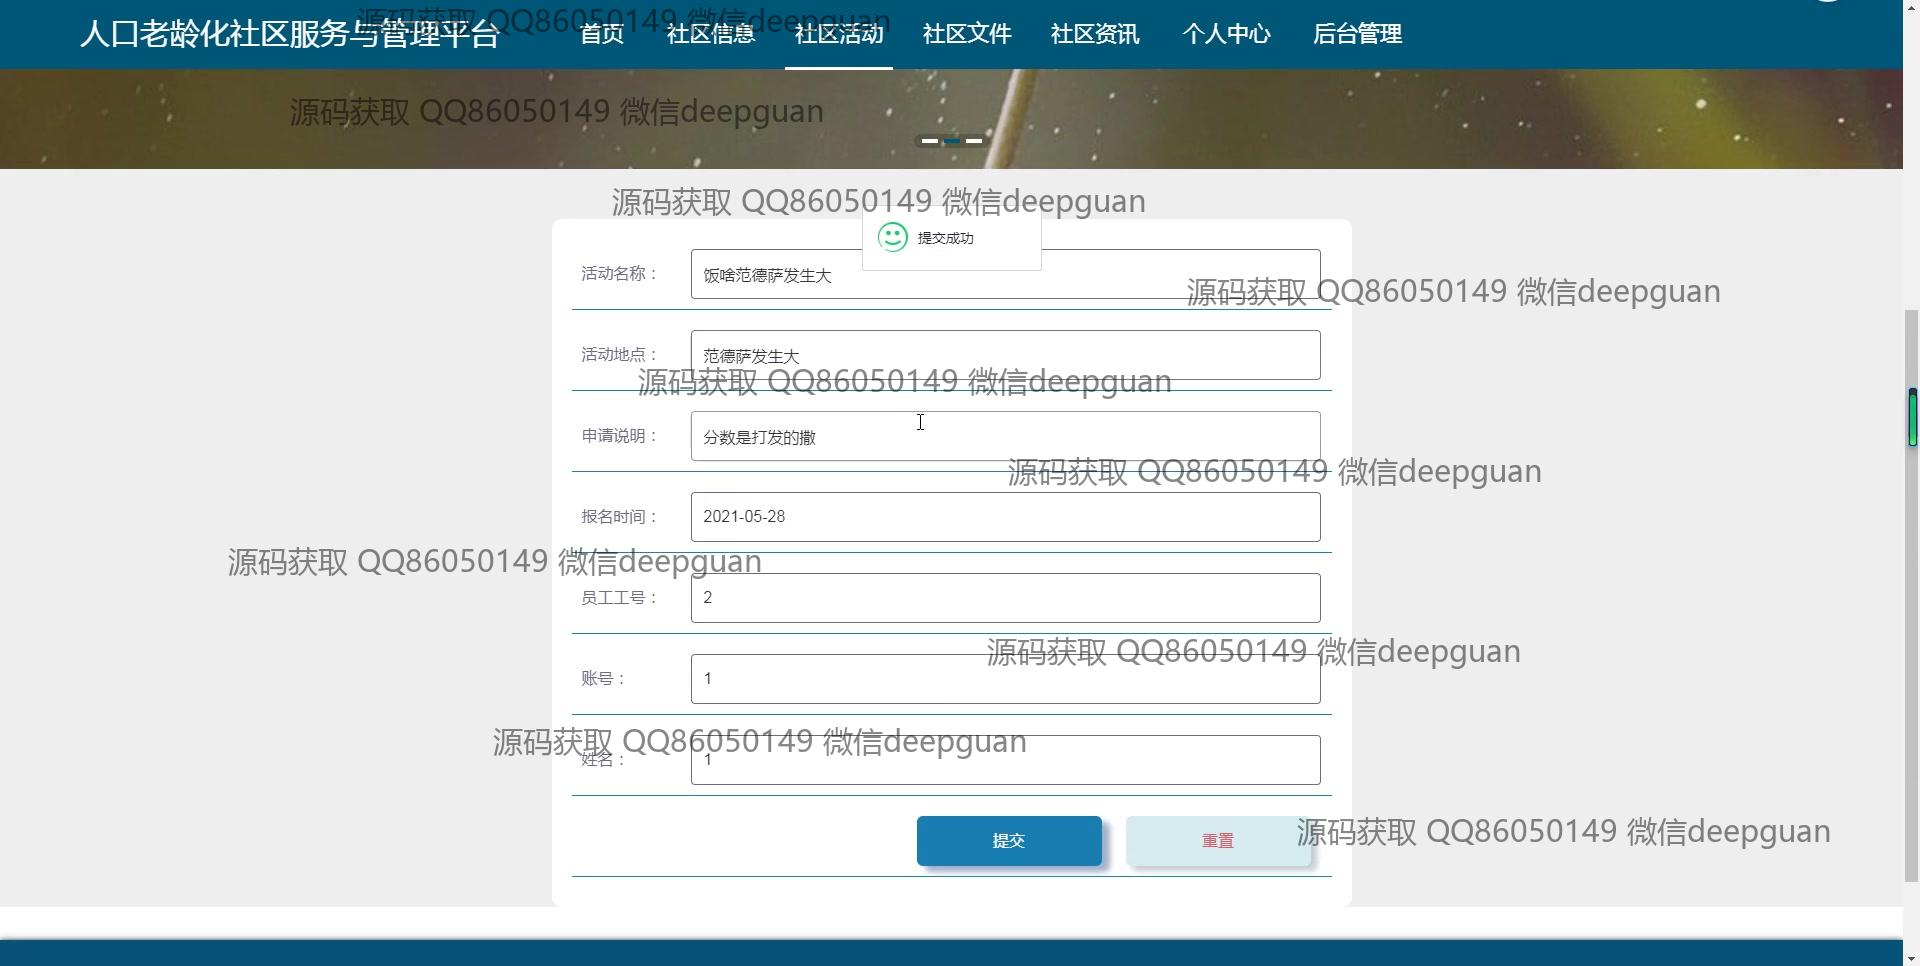 人口老龄化社区服务与管理平台 首页 社区信息 社区活动 社区文件 社区资讯 个人中心 后台管理
源码获取 QQ86050149 微信deepguan
源码获取 QQ86050149 微信deepguan
源码获取 QQ86050149 微信deepguan
提交成功
活动名称： 饭啥范德萨发生大
源码获取 QQ86050149 微信deepguan
活动地点： 范德萨发生大
源码获取 QQ86050149 微信deepguan
申请说明： 分数是打发的撒
源码获取 QQ86050149 微信deepguan
报名时间： 2021-05-28
源码获取 QQ86050149 微信deepguan
员工工号： 2
源码获取 QQ86050149 微信deepguan
账号： 1
源码获取 QQ86050149 微信deepguan
姓名： 1
提交 重置
源码获取 QQ86050149 微信deepguan